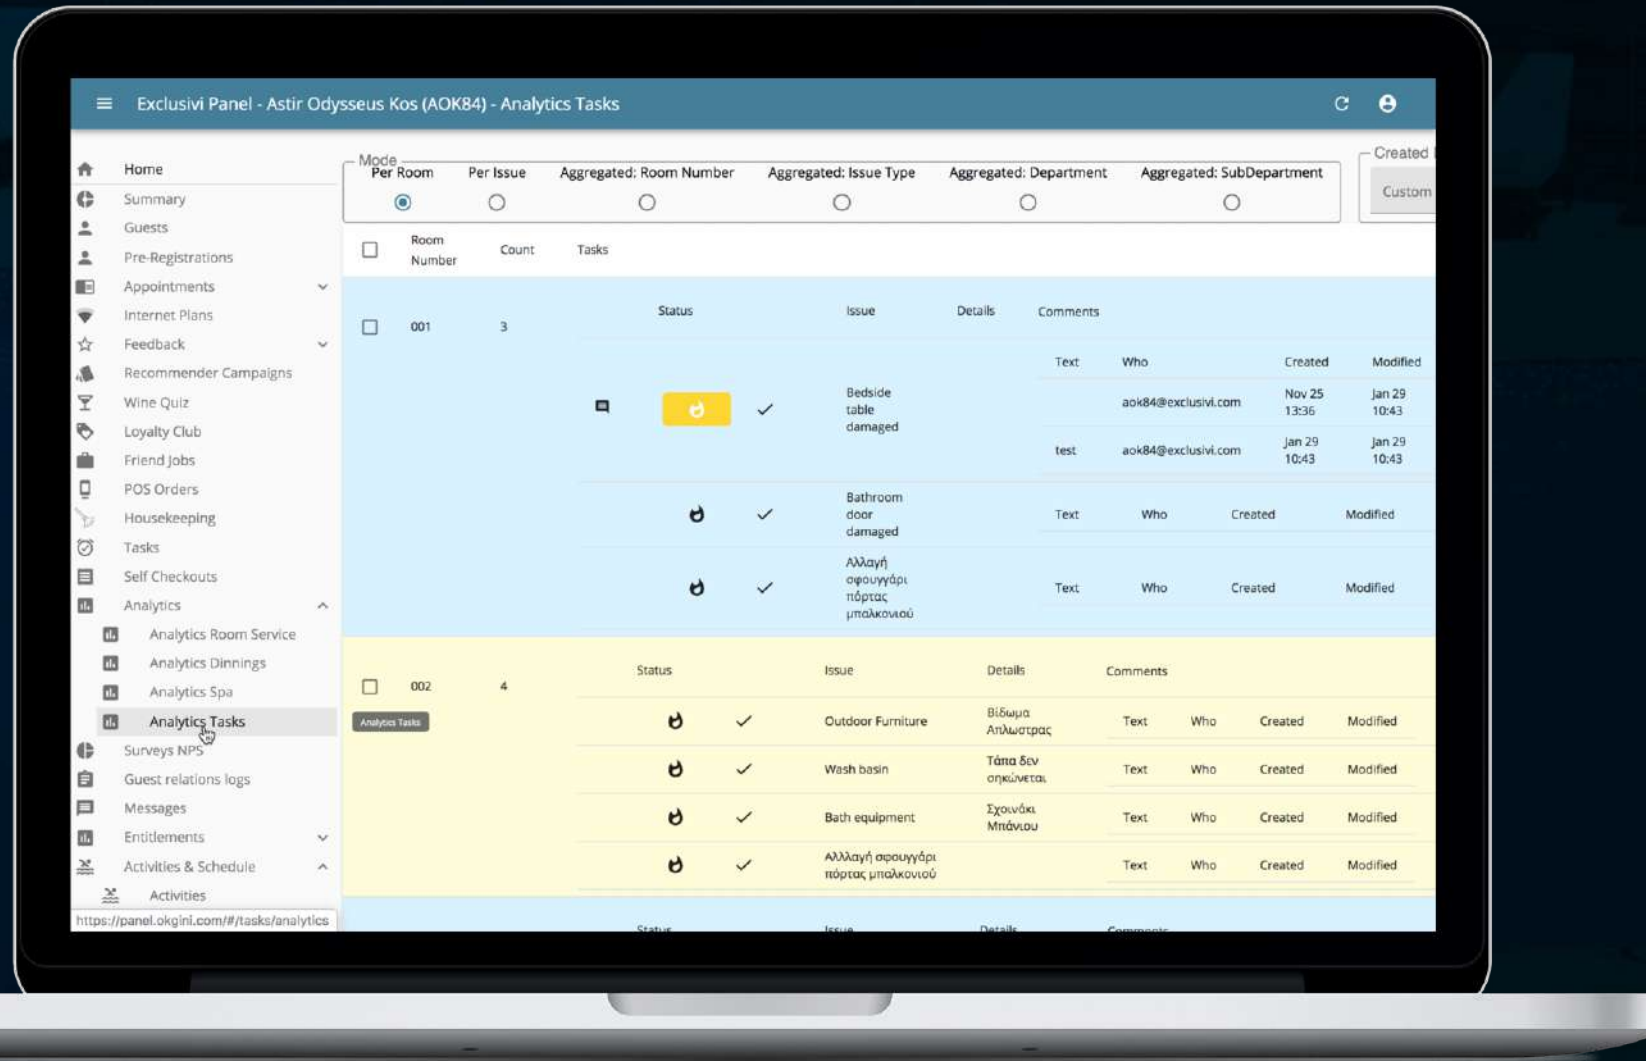 Exclusivi Panel - Astir Odysseus Kos (AOK84) - Analytics Tasks
Home
Summary
Guests
Pre-Registrations
Appointments
Internet Plans
Feedback
Recommender Campaigns
Wine Quiz
Loyalty Club
Friend Jobs
POS Orders
Housekeeping
Tasks
Self Checkouts
Analytics
Analytics Room Service
Analytics Dinnings
Analytics Spa
Analytics Tasks
Surveys NPS
Guest relations logs
Messages
Entitlements
Activities & Schedule
Activities
https://panel.okgini.com/#/tasks/analytics
Analytics Tasks
Mode
Per Room Per Issue Aggregated: Room Number Aggregated: Issue Type Aggregated: Department Aggregated: SubDepartment
Created
Custom
Room
Number
Count Tasks
001 3
Status Issue Details Comments
Text Who Created Modified
Bedside
table
damaged
aok84@exclusivi.com Nov 25
13:36
Jan 29
10:43
test aok84@exclusivi.com Jan 29
10:43
Jan 29
10:43
Bathroom
door
damaged
Text Who Created Modified
Αλλαγή
σφουγγάρι
πόρτας
μπαλκονιού
Text Who Created Modified
002 4
Status Issue Details Comments
Outdoor Furniture Βίδωμα
Απλωστρας
Text Who Created Modified
Wash basin Τάπα δεν
σηκώνεται
Text Who Created Modified
Bath equipment Σχοινάκι
Μπάνιου
Text Who Created Modified
Αλλλαγή σφουγγάρι
πόρτας μπαλκονιού
Text Who Created Modified
Status Issue Details Comments